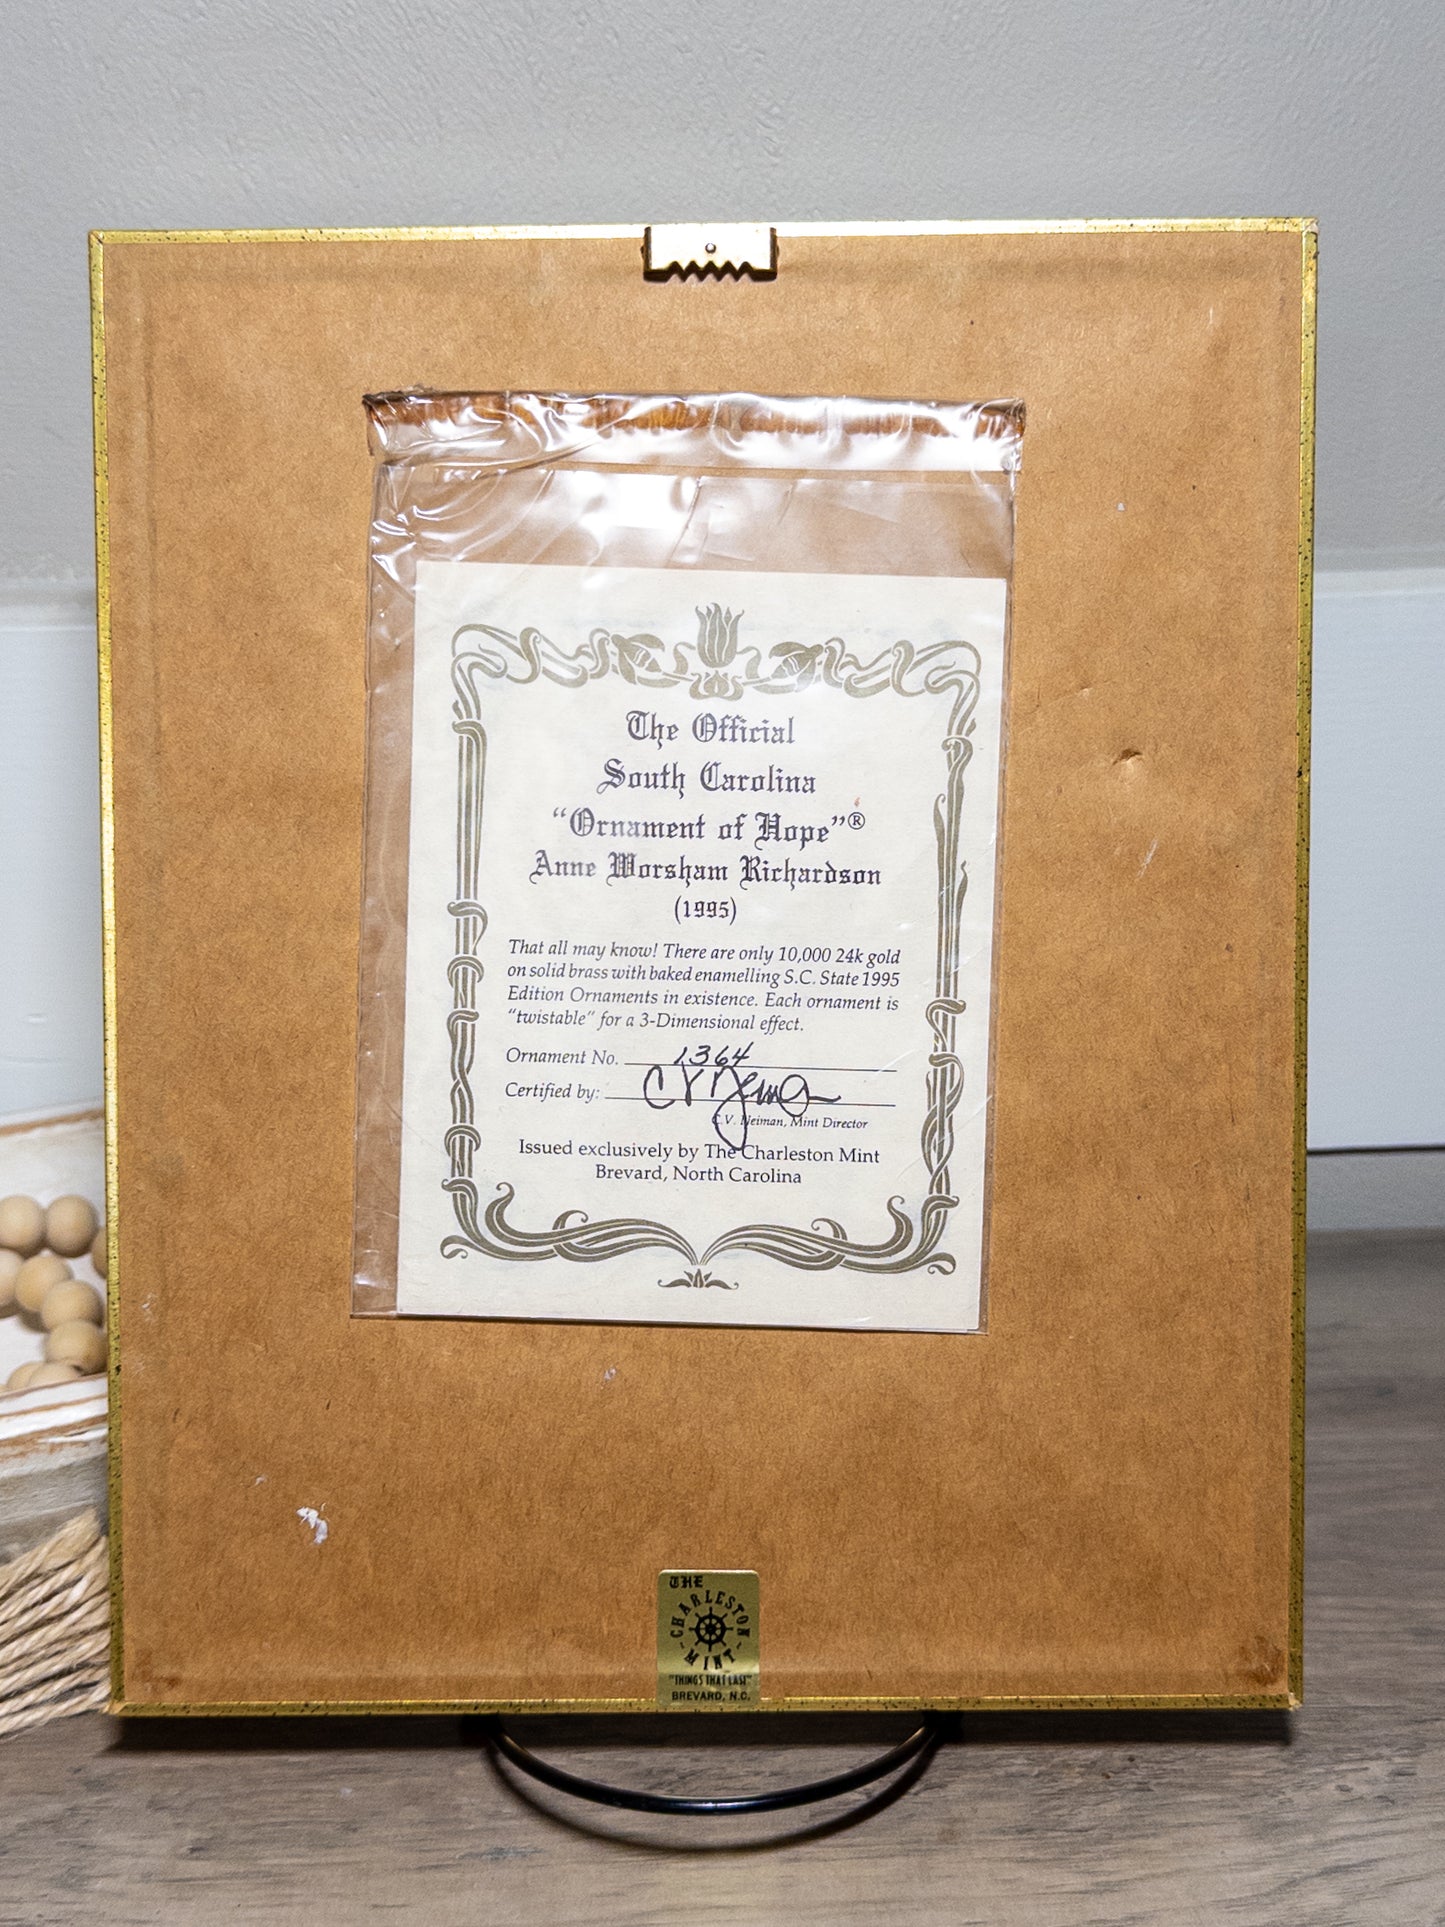 The Official
South Carolina
“Ornament of Hope”®
Anne Worsham Richardson
(1995)
That all may know! There are only 10,000 24k gold
on solid brass with baked enamelling S.C. State 1995
Edition Ornaments in existence. Each ornament is
“twistable” for a 3-Dimensional effect.
Ornament No. 1364
Certified by: C V Neiman
C.V. Neiman, Mint Director
Issued exclusively by The Charleston Mint
Brevard, North Carolina
THE
CHARLESTON
MINT
"THINGS THAT LAST"
BREVARD, N.C.